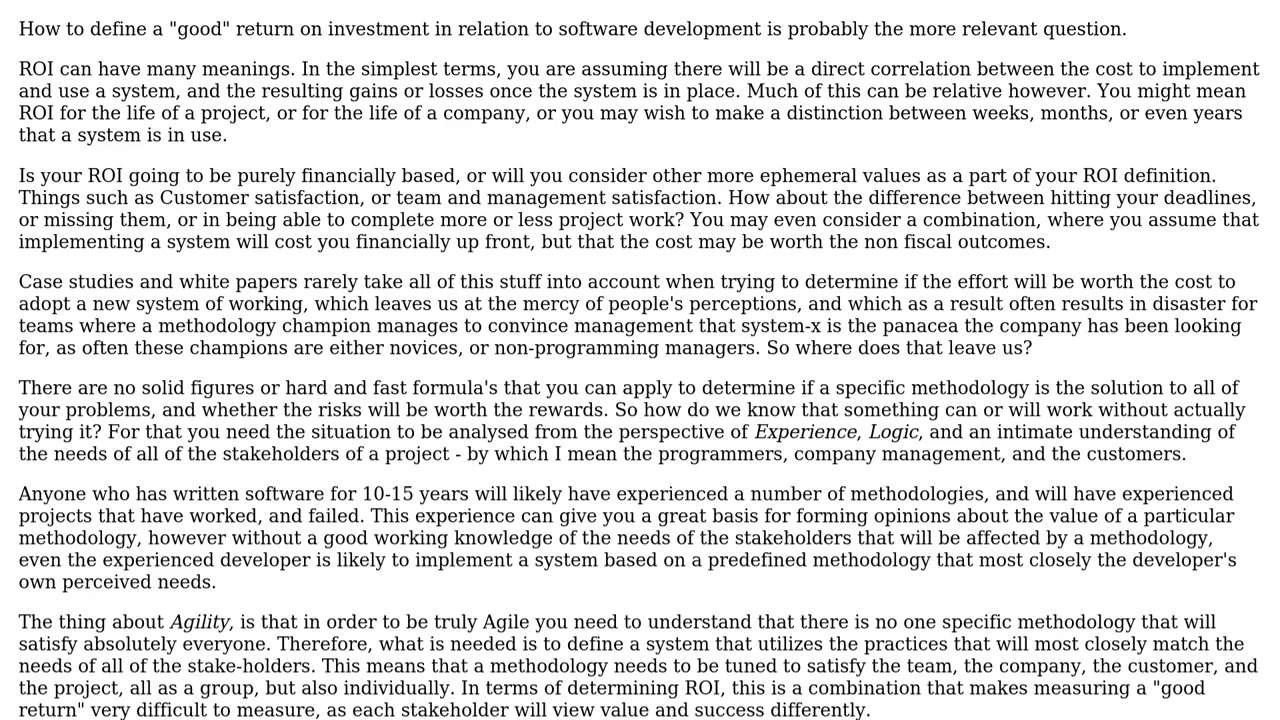 How to define a "good" return on investment in relation to software development is probably the more relevant question.
ROI can have many meanings. In the simplest terms, you are assuming there will be a direct correlation between the cost to implement
and use a system, and the resulting gains or losses once the system is in place. Much of this can be relative however. You might mean
ROI for the life of a project, or for the life of a company, or you may wish to make a distinction between weeks, months, or even years
that a system is in use.
Is your ROI going to be purely financially based, or will you consider other more ephemeral values as a part of your ROI definition.
Things such as Customer satisfaction, or team and management satisfaction. How about the difference between hitting your deadlines,
or missing them, or in being able to complete more or less project work? You may even consider a combination, where you assume that
implementing a system will cost you financially up front, but that the cost may be worth the non fiscal outcomes.
Case studies and white papers rarely take all of this stuff into account when trying to determine if the effort will be worth the cost to
adopt a new system of working, which leaves us at the mercy of people's perceptions, and which as a result often results in disaster for
teams where a methodology champion manages to convince management that system-x is the panacea the company has been looking
for, as often these champions are either novices, or non-programming managers. So where does that leave us?
There are no solid figures or hard and fast formula's that you can apply to determine if a specific methodology is the solution to all of
your problems, and whether the risks will be worth the rewards. So how do we know that something can or will work without actually
trying it? For that you need the situation to be analysed from the perspective of Experience, Logic, and an intimate understanding of
the needs of all of the stakeholders of a project - by which I mean the programmers, company management, and the customers.
Anyone who has written software for 10-15 years will likely have experienced a number of methodologies, and will have experienced
projects that have worked, and failed. This experience can give you a great basis for forming opinions about the value of a particular
methodology, however without a good working knowledge of the needs of the stakeholders that will be affected by a methodology,
even the experienced developer is likely to implement a system based on a predefined methodology that most closely the developer's
own perceived needs.
The thing about Agility, is that in order to be truly Agile you need to understand that there is no one specific methodology that will
satisfy absolutely everyone. Therefore, what is needed is to define a system that utilizes the practices that will most closely match the
needs of all of the stake-holders. This means that a methodology needs to be tuned to satisfy the team, the company, the customer, and
the project, all as a group, but also individually. In terms of determining ROI, this is a combination that makes measuring a "good
return" very difficult to measure, as each stakeholder will view value and success differently.